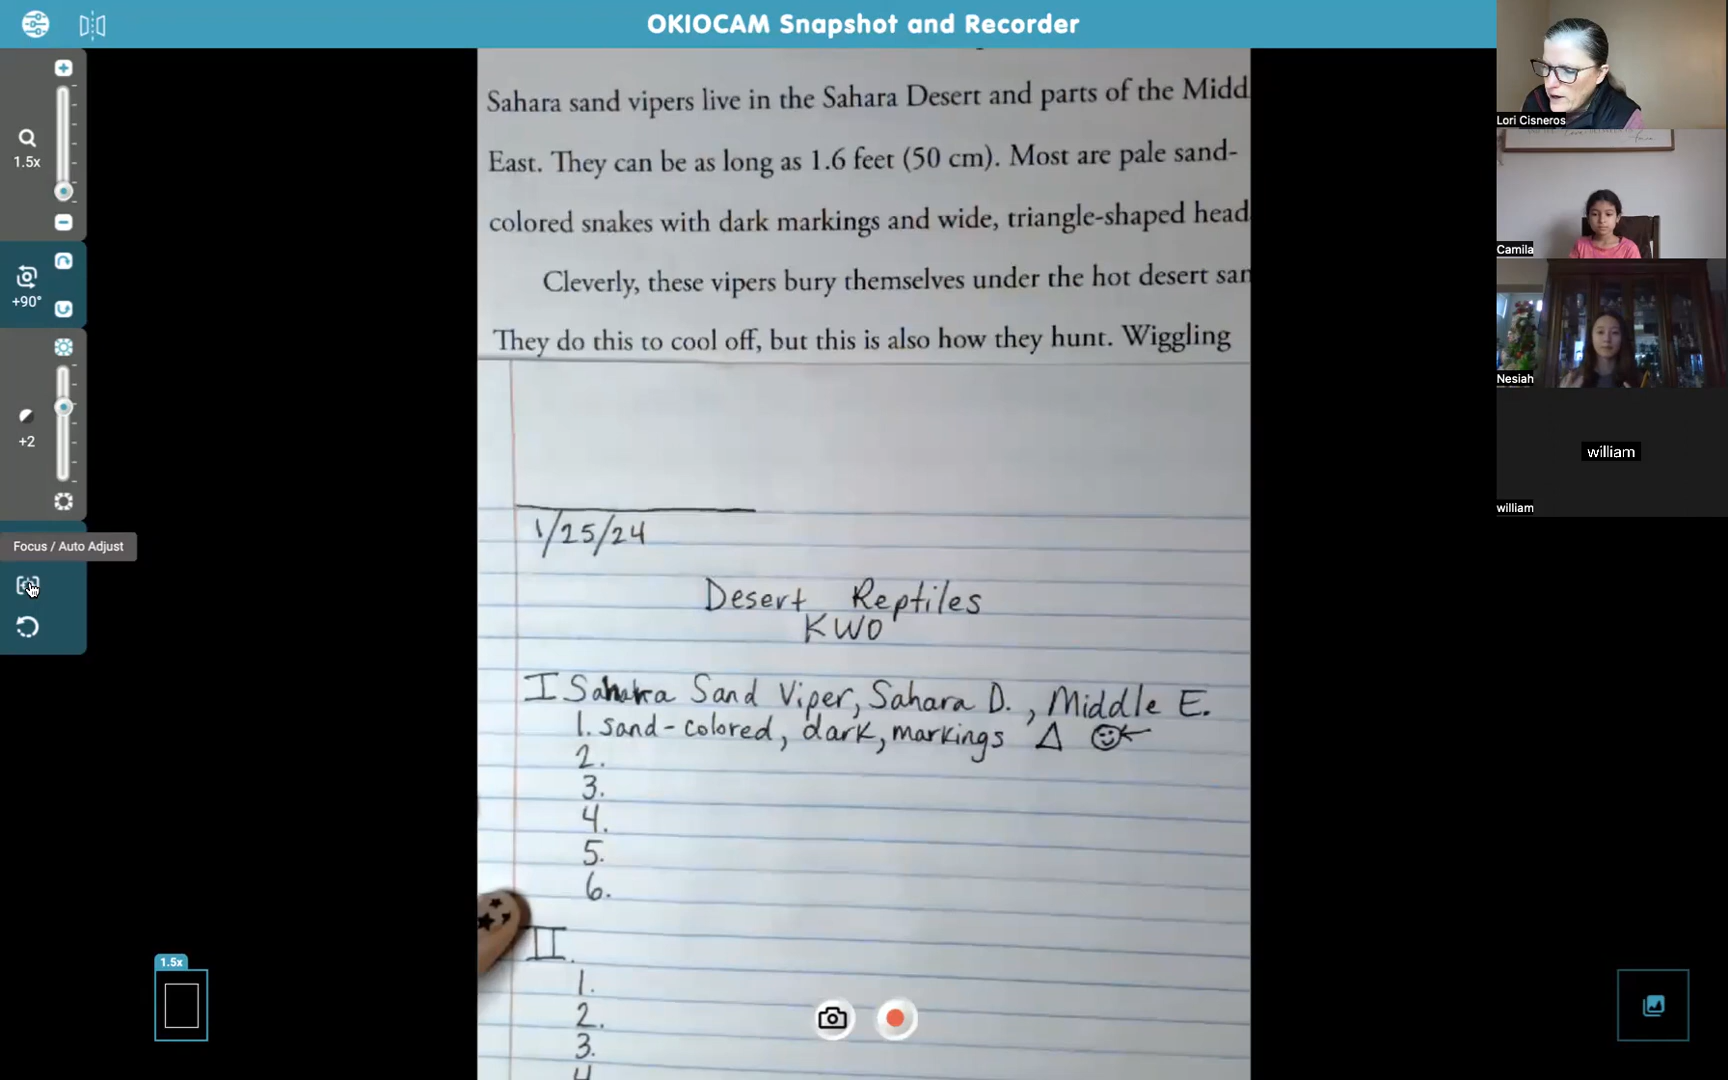 OKIOCAM Snapshot and Recorder
1.5x
+90°
+2
Focus / Auto Adjust
1.5x
Sahara sand vipers live in the Sahara Desert and parts of the Midd
East. They can be as long as 1.6 feet (50 cm). Most are pale sand-
colored snakes with dark markings and wide, triangle-shaped head
Cleverly, these vipers bury themselves under the hot desert san
They do this to cool off, but this is also how they hunt. Wiggling
1/25/24
Desert Reptiles
KWO
I Sahara Sand Viper, Sahara D., Middle E.
1. sand-colored, dark, markings △ ☺←
2.
3.
4.
5.
6.
II.
1.
2.
3.
4
Lori Cisneros
Camila
Nesiah
william
william